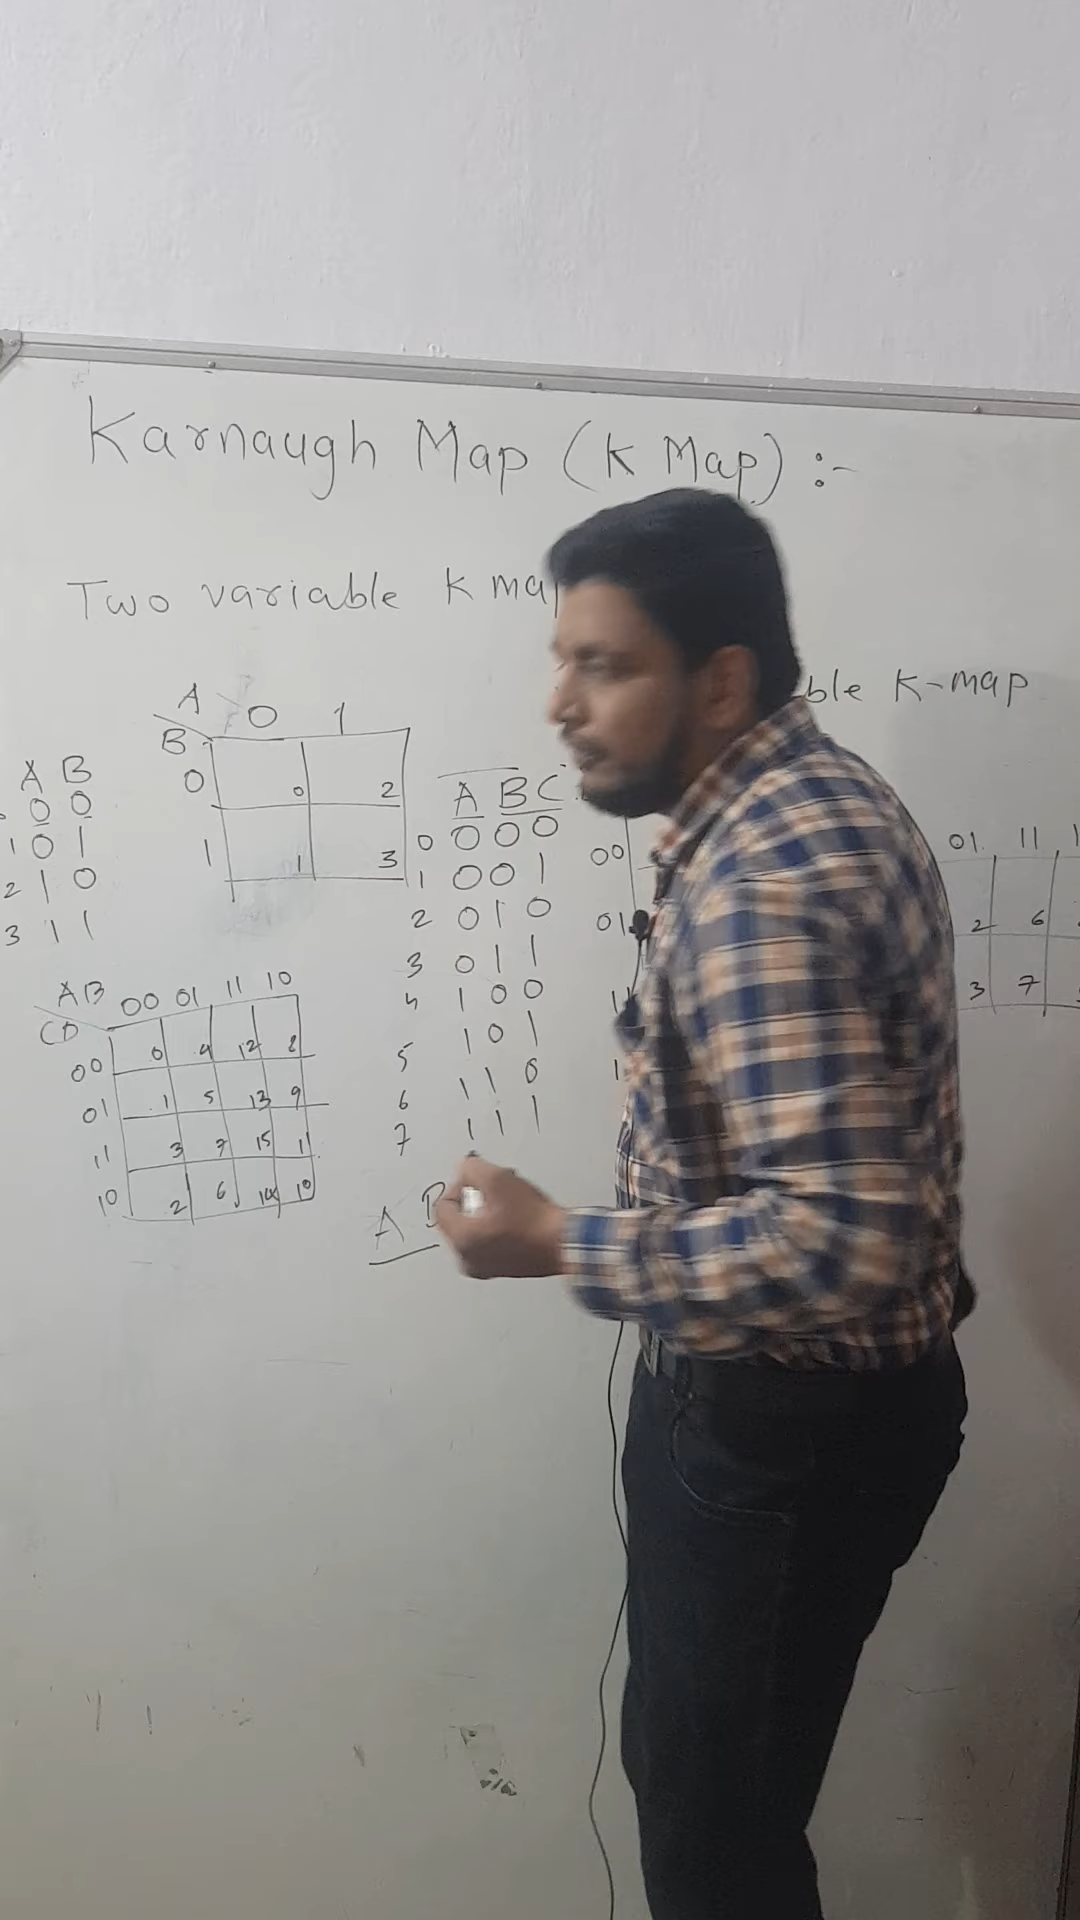 Karnaugh Map (K Map) :-
Two variable K ma
ble K-map
A
B
0 1
0
1
0 2
1 3
A B
0 0
1 0 1
2 1 0
3 1 1
A B C
0 0 0 0
1 0 0 1
2 0 1 0
3 0 1 1
4 1 0 0
5 1 0 1
6 1 1 0
7 1 1 1
00
01
01 11
2 6
3 7
AB
CD
00 01 11 10
00 0 4 12 8
01 1 5 13 9
11 3 7 15 11
10 2 6 14 10
A B